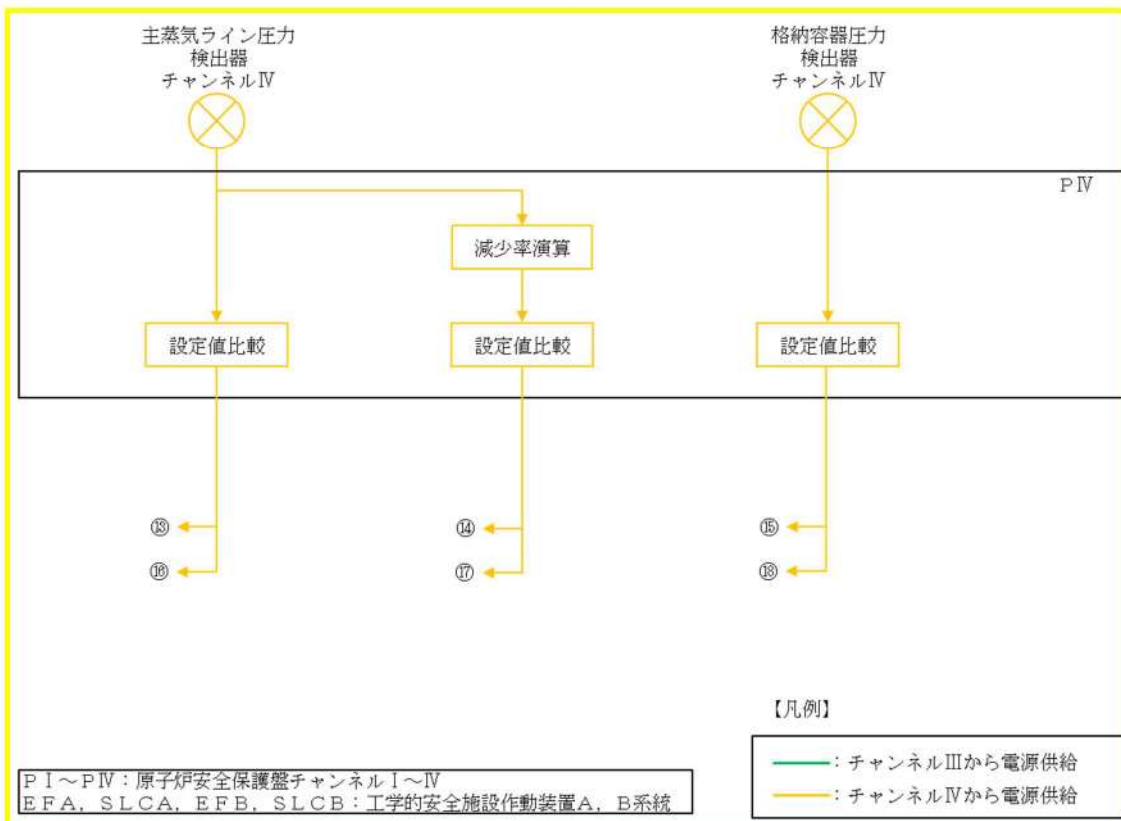 主蒸気ライン圧力
検出器
チャンネルⅣ
格納容器圧力
検出器
チャンネルⅣ
ＰⅣ
減少率演算
設定値比較
設定値比較
設定値比較
⑬
⑭
⑮
⑯
⑰
⑱
【凡例】
：チャンネルⅢから電源供給
：チャンネルⅣから電源供給
ＰⅠ～ＰⅣ：原子炉安全保護盤チャンネルⅠ～Ⅳ
ＥＦＡ，ＳＬＣＡ，ＥＦＢ，ＳＬＣＢ：工学的安全施設作動装置Ａ，Ｂ系統